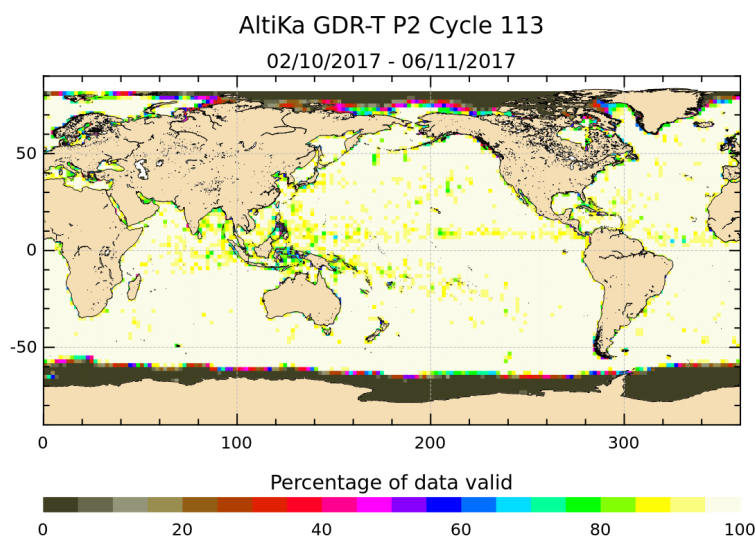 AltiKa GDR-T P2 Cycle 113
02/10/2017 - 06/11/2017
50
0
-50
0 100 200 300
Percentage of data valid
0 20 40 60 80 100